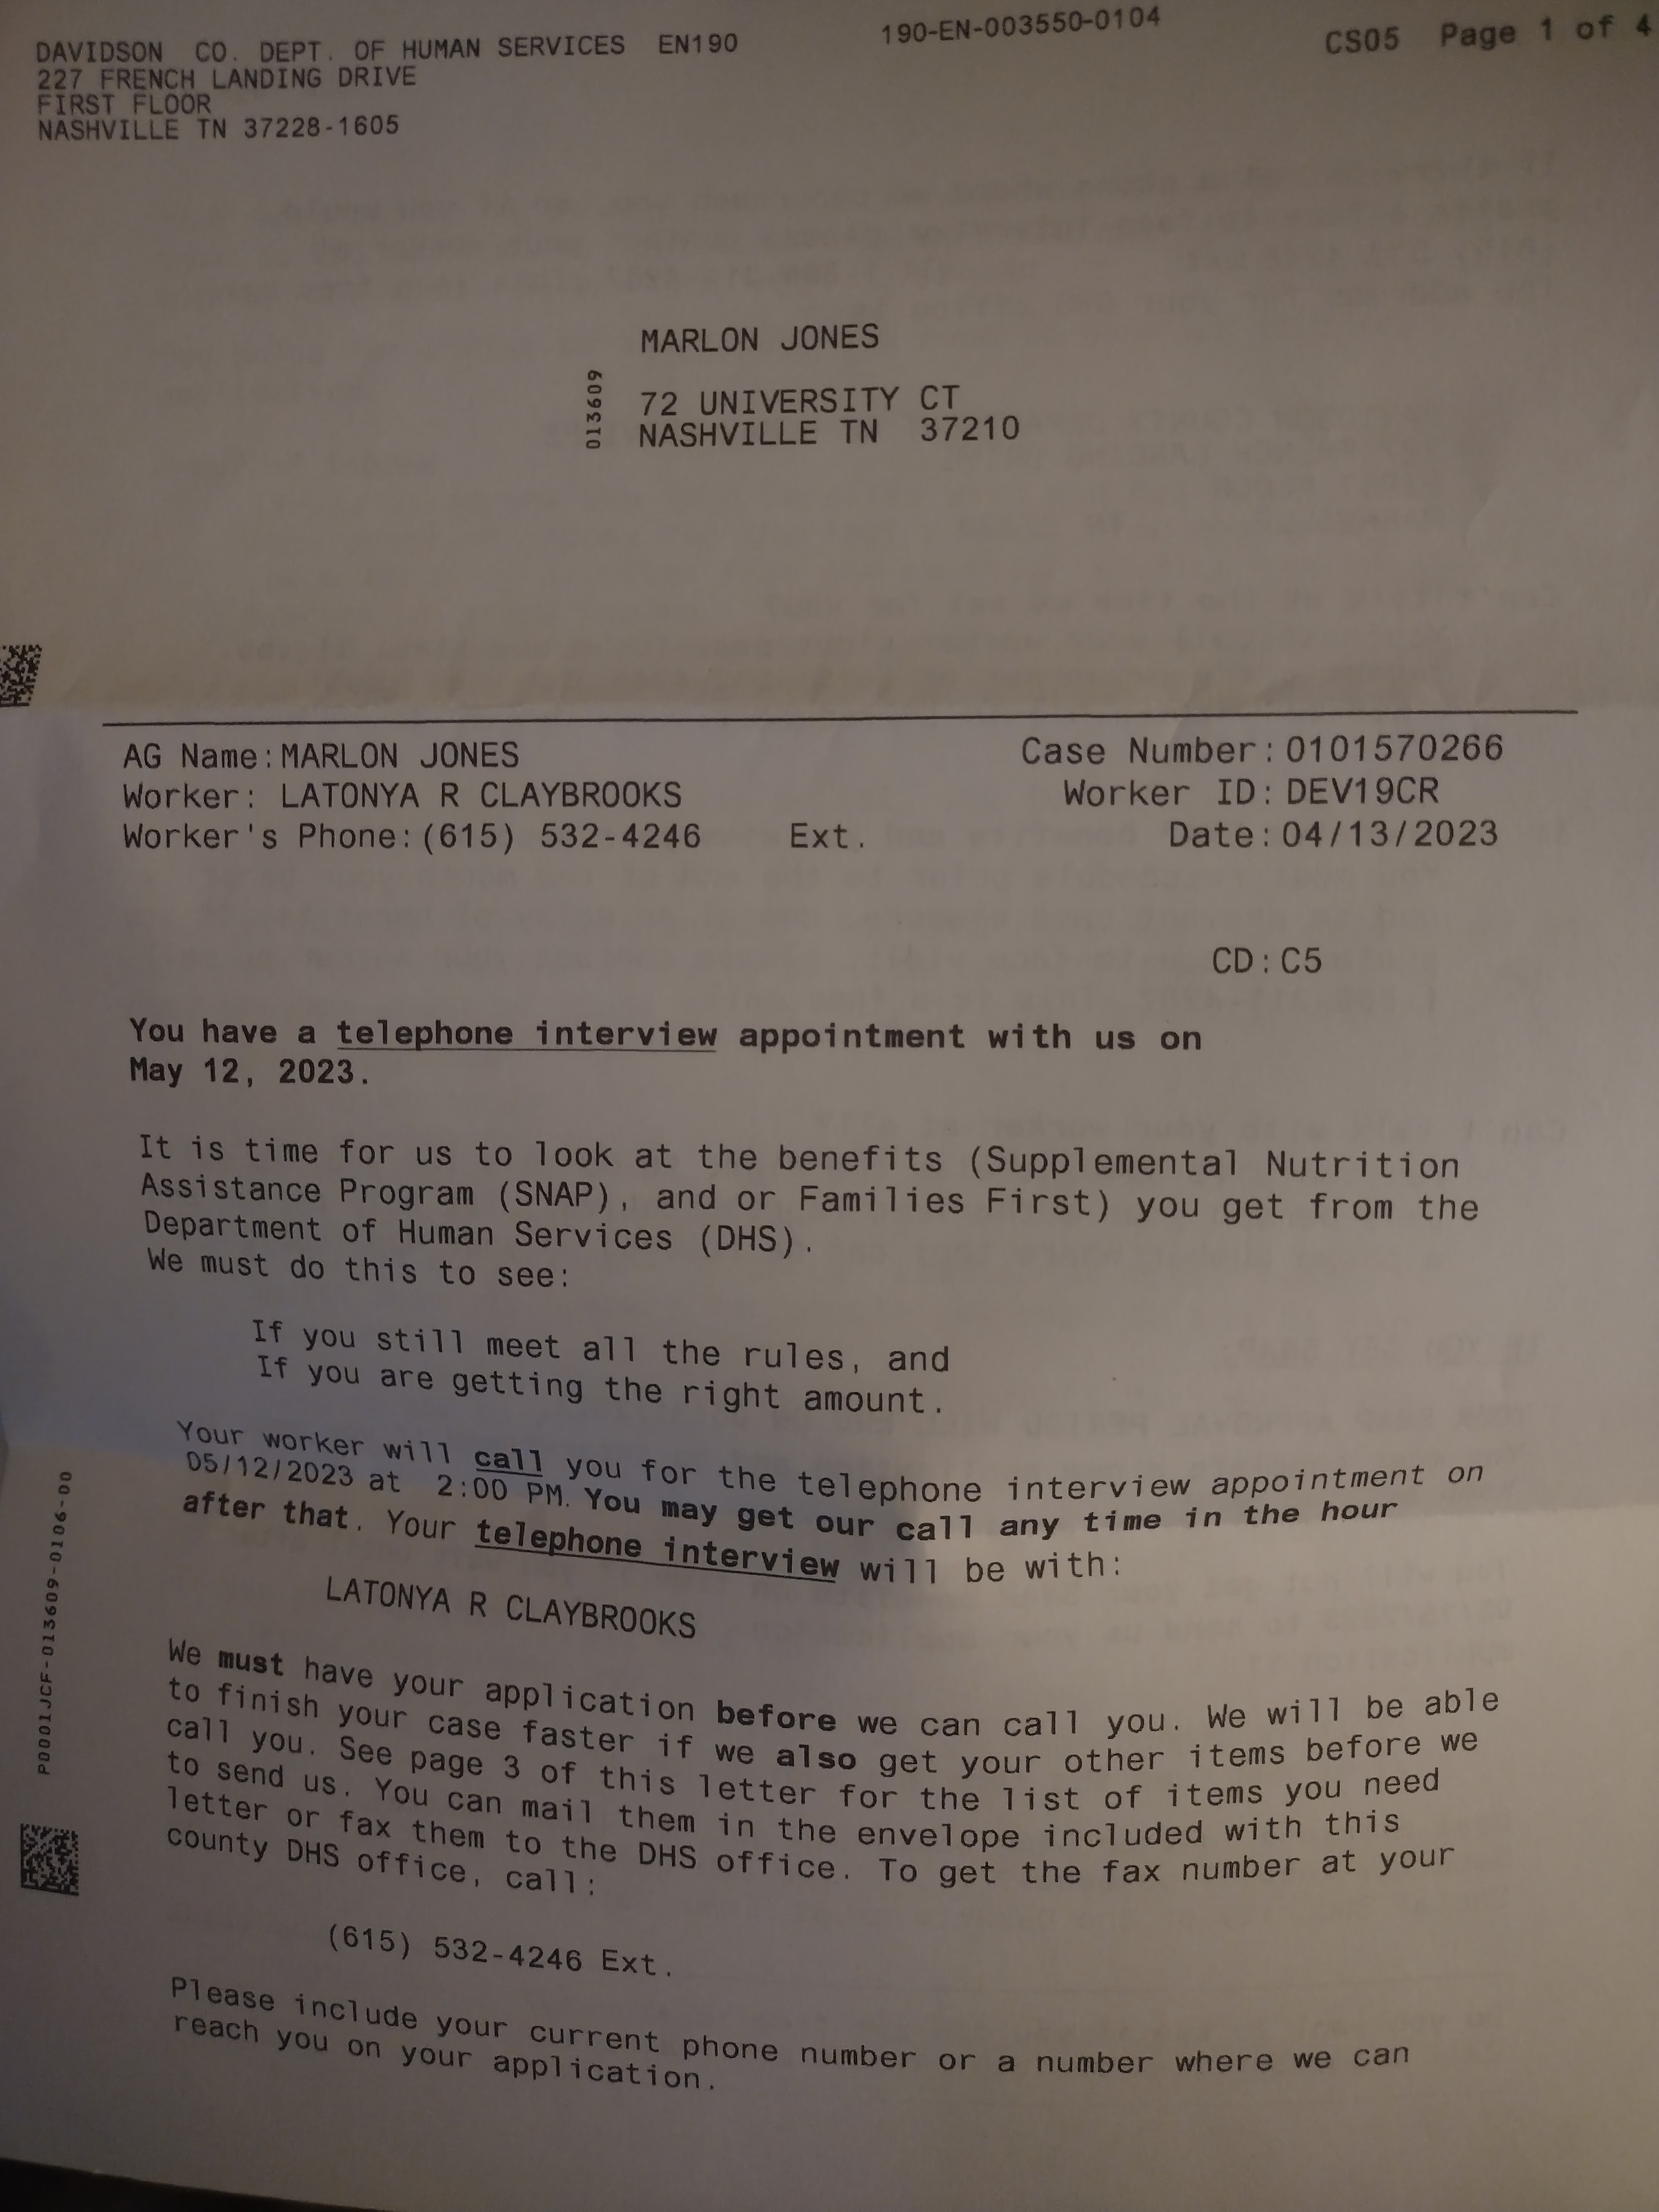 DAVIDSON CO. DEPT. OF HUMAN SERVICES EN190
190-EN-003550-0104
CS05 Page 1 of 4
227 FRENCH LANDING DRIVE
FIRST FLOOR
NASHVILLE TN 37228-1605
MARLON JONES
013609
72 UNIVERSITY CT
NASHVILLE TN 37210
AG Name: MARLON JONES
Case Number: 0101570266
Worker: LATONYA R CLAYBROOKS
Worker ID: DEV19CR
Worker's Phone: (615) 532-4246 Ext.
Date: 04/13/2023
CD: C5
You have a telephone interview appointment with us on
May 12, 2023.
It is time for us to look at the benefits (Supplemental Nutrition
Assistance Program (SNAP), and or Families First) you get from the
Department of Human Services (DHS).
We must do this to see:
If you still meet all the rules, and
If you are getting the right amount.
Your worker will call you for the telephone interview appointment on
05/12/2023 at 2:00 PM. You may get our call any time in the hour
after that. Your telephone interview will be with:
LATONYA R CLAYBROOKS
We must have your application before we can call you. We will be able
to finish your case faster if we also get your other items before we
call you. See page 3 of this letter for the list of items you need
to send us. You can mail them in the envelope included with this
letter or fax them to the DHS office. To get the fax number at your
county DHS office, call:
(615) 532-4246 Ext.
Please include your current phone number or a number where we can
reach you on your application.
P0001JCF-013609-0106-00